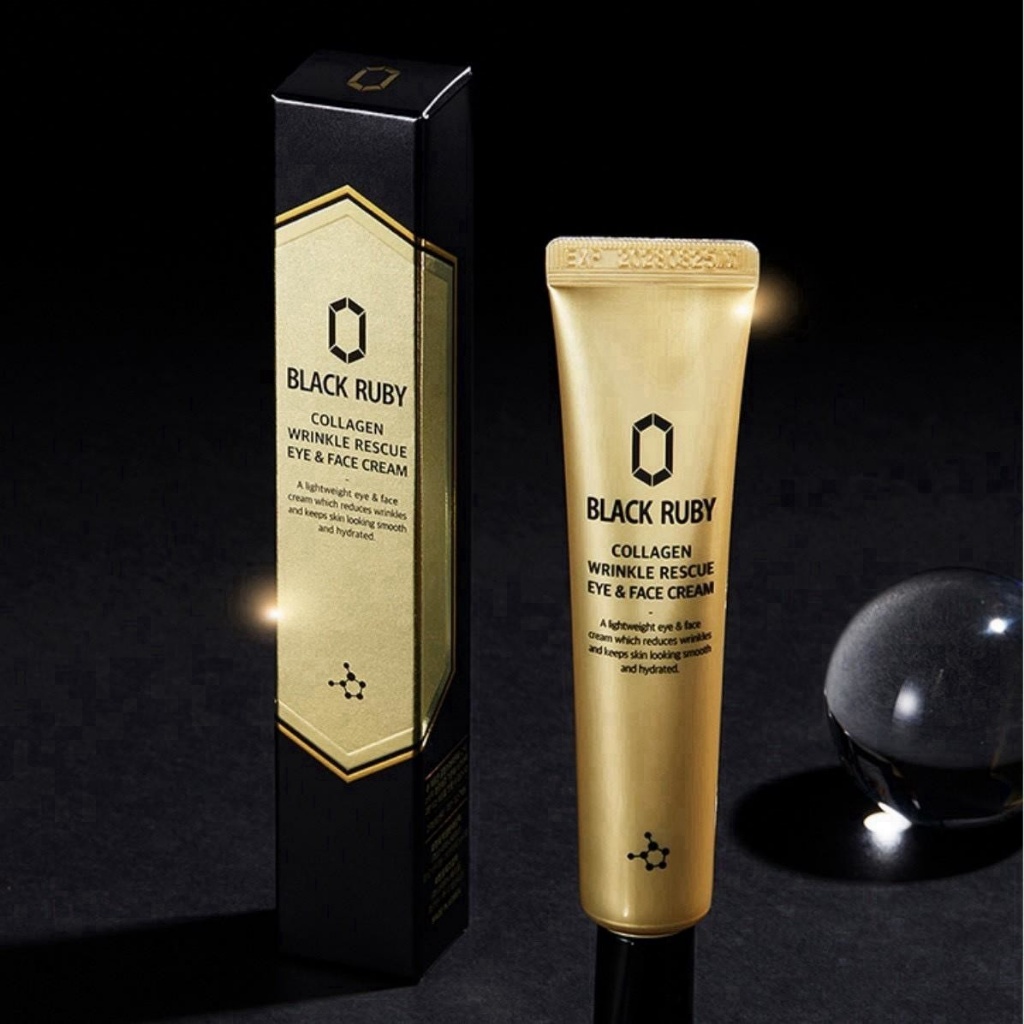 BLACK RUBY
COLLAGEN
WRINKLE RESCUE
EYE & FACE CREAM
-
A lightweight eye & face
cream which reduces wrinkles
and keeps skin looking smooth
and hydrated.
EXP
BLACK RUBY
COLLAGEN
WRINKLE RESCUE
EYE & FACE CREAM
-
A lightweight eye & face
cream which reduces wrinkles
and keeps skin looking smooth
and hydrated.